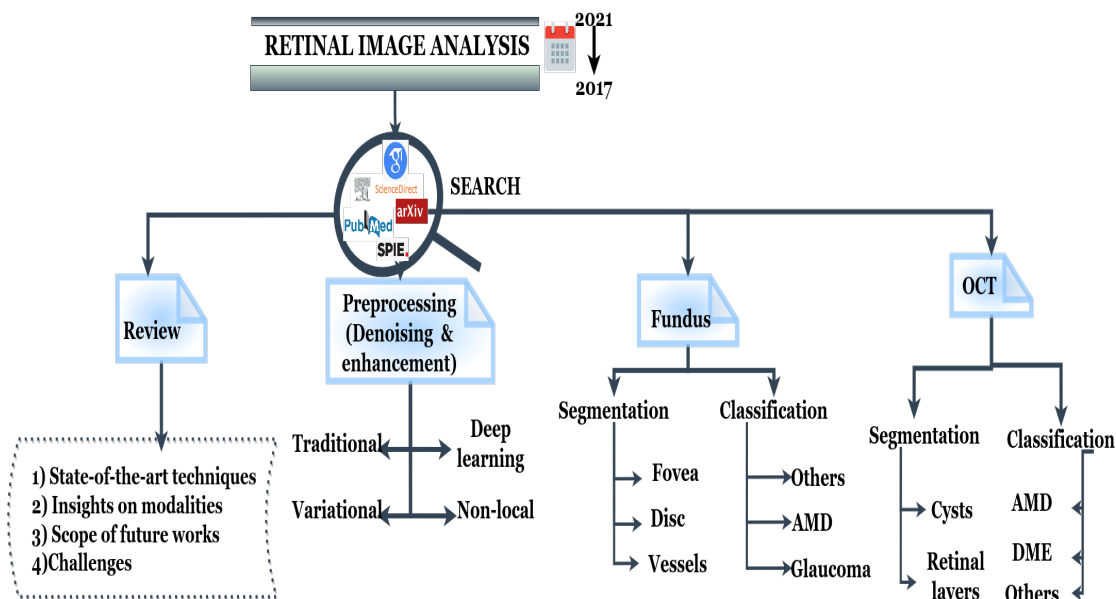 2021
RETINAL IMAGE ANALYSIS
2017
SEARCH
ScienceDirect
arXiv
PubMed
SPIE.
Review
1) State-of-the-art techniques
2) Insights on modalities
3) Scope of future works
4)Challenges
Preprocessing
(Denoising &
enhancement)
Traditional
Deep
learning
Variational
Non-local
Fundus
Segmentation
Fovea
Disc
Vessels
Classification
Others
AMD
Glaucoma
OCT
Segmentation
Cysts
Retinal
layers
Classification
AMD
DME
Others